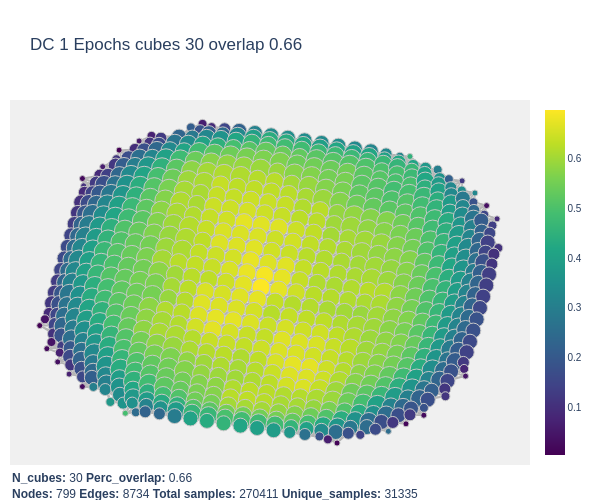 DC 1 Epochs cubes 30 overlap 0.66
0.6
0.5
0.4
0.3
0.2
0.1
N_cubes: 30 Perc_overlap: 0.66
Nodes: 799 Edges: 8734 Total samples: 270411 Unique_samples: 31335